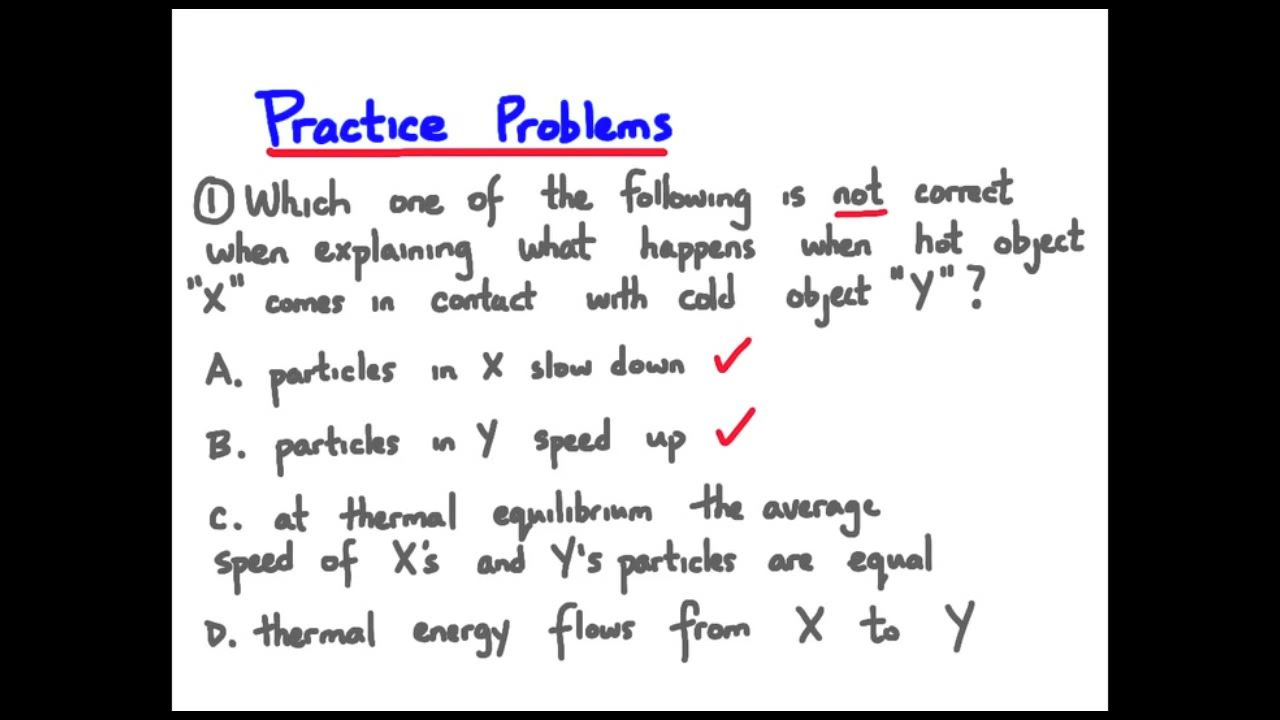 Practice Problems
① Which one of the following is not correct
when explaining what happens when hot object
"X" comes in contact with cold object "Y"?
A. particles in X slow down ✓
B. particles in Y speed up ✓
C. at thermal equilibrium the average
speed of X's and Y's particles are equal
D. thermal energy flows from X to Y